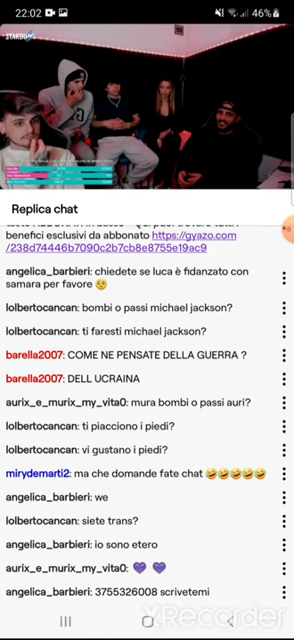 22:02
46%
STARDUST
Replica chat
benefici esclusivi da abbonato https://gyazo.com
/238d74446b7090c2b7cb8e8755e19ac9
angelica_barbieri: chiedete se luca è fidanzato con
samara per favore 🥺
lolbertocancan: bombi o passi michael jackson?
lolbertocancan: ti faresti michael jackson?
barella2007: COME NE PENSATE DELLA GUERRA ?
barella2007: DELL UCRAINA
aurix_e_murix_my_vita0: mura bombi o passi auri?
lolbertocancan: ti piacciono i piedi?
lolbertocancan: vi gustano i piedi?
mirydemarti2: ma che domande fate chat 🤣🤣🤣🤣🤣
angelica_barbieri: we
lolbertocancan: siete trans?
angelica_barbieri: io sono etero
aurix_e_murix_my_vita0: 💜 💜
angelica_barbieri: 3755326008 scrivetemi
XRecorder